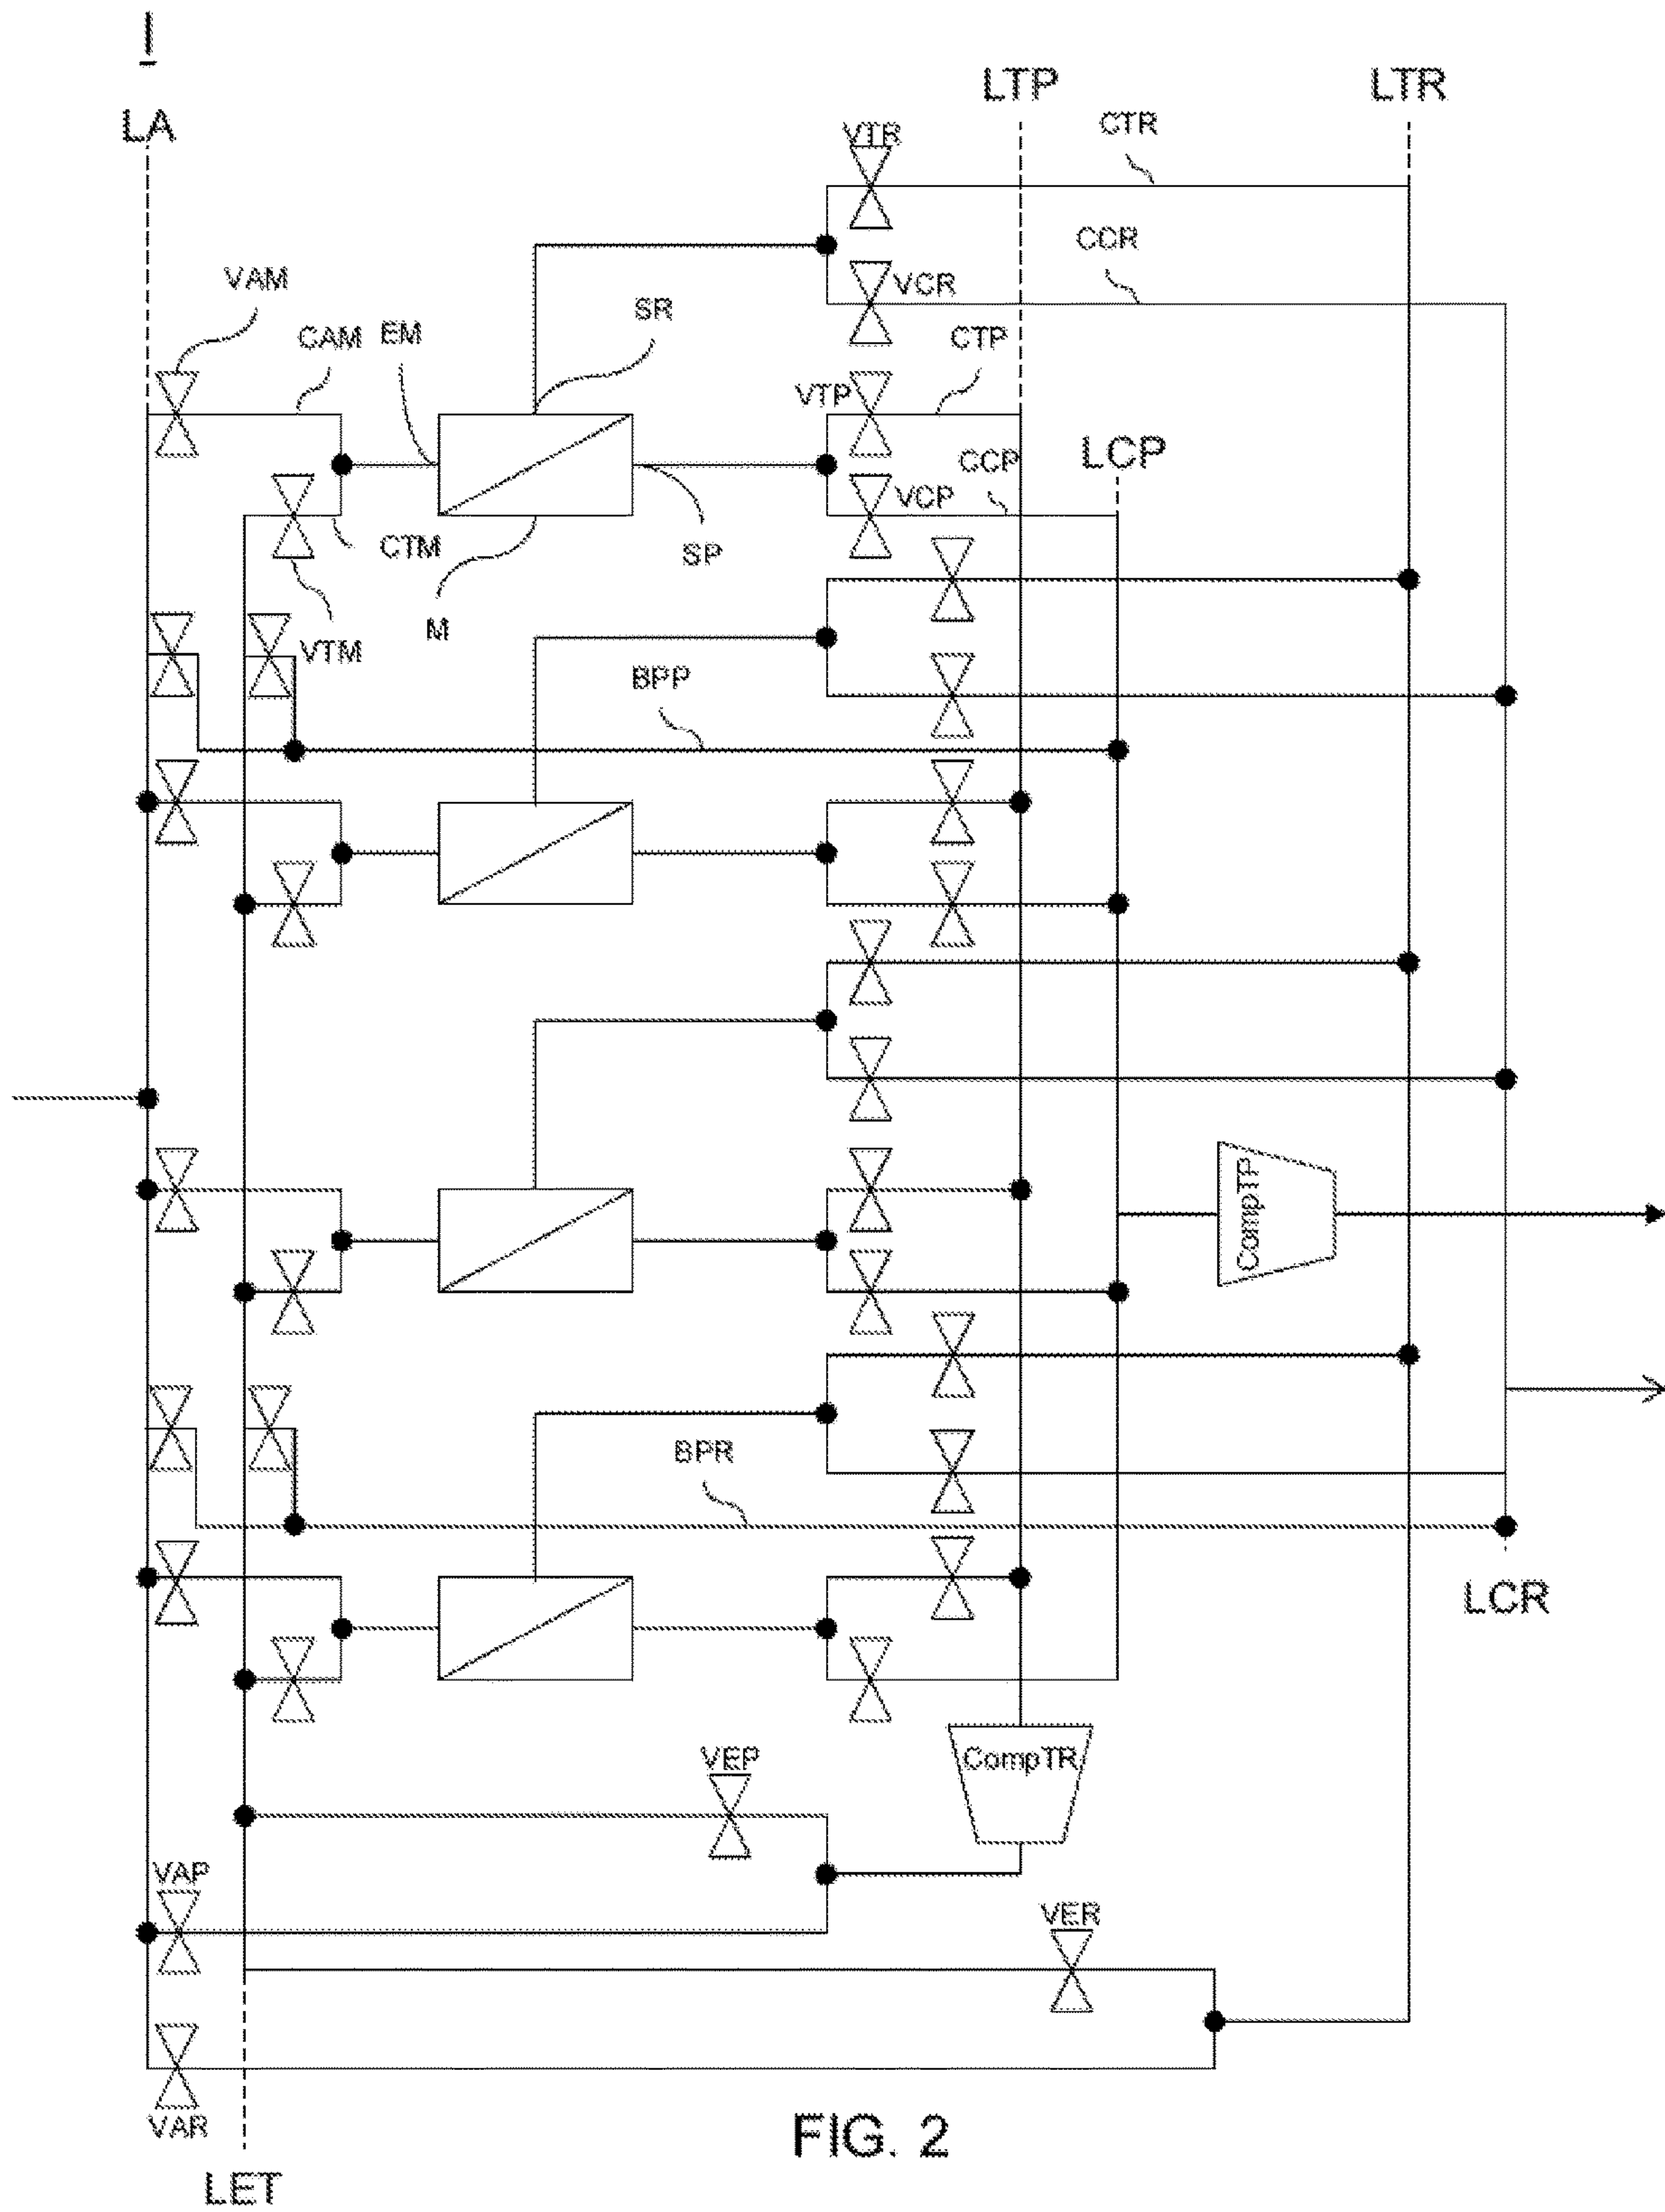 I
LA
LTP
LTR
VTR
CTR
CCR
VCR
VAM
CAM
EM
SR
CTP
VTP
LCP
CCP
VCP
CTM
SP
M
VTM
BPP
CompTP
BPR
LCR
CompTR
VEP
VAP
VER
VAR
FIG. 2
LET